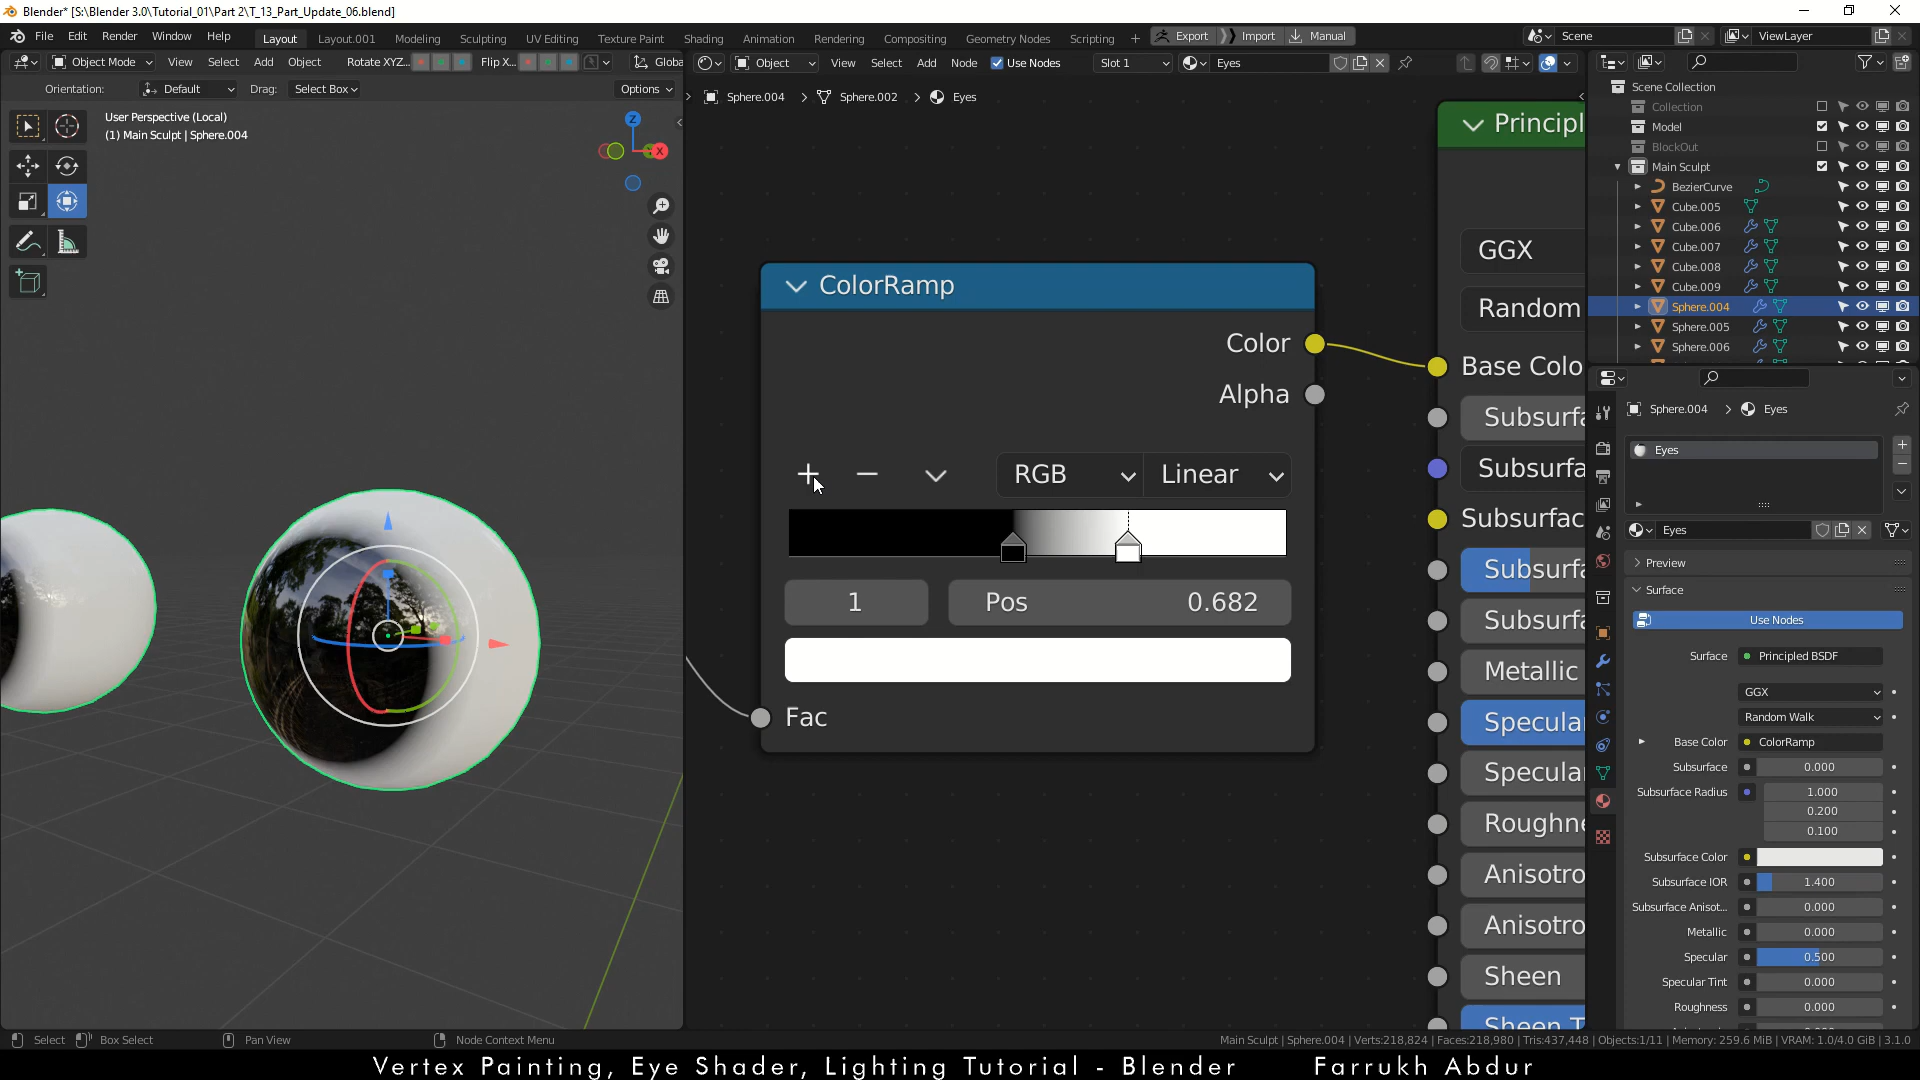 Blender* [S:\Blender 3.0\Tutorial_01\Part 2\T_13_Part_Update_06.blend]
File Edit Render Window Help Layout Layout.001 Modeling Sculpting UV Editing Texture Paint Shading Animation Rendering Compositing Geometry Nodes Scripting + Export Import Manual Scene ViewLayer
Object Mode View Select Add Object Rotate XYZ... Flip X... Globa Object View Select Add Node Use Nodes Slot 1 Eyes
Orientation: Default Drag: Select Box Options
Sphere.004 > Sphere.002 > Eyes
User Perspective (Local)
(1) Main Sculpt | Sphere.004
Z
X
ColorRamp
Color
Alpha
RGB Linear
1 Pos 0.682
Fac
Principl
GGX
Random
Base Colo
Subsurfa
Subsurfa
Subsurfac
Subsurfa
Subsurfa
Metallic
Specular
Specular
Roughne
Anisotro
Anisotro
Sheen
Sheen T
Scene Collection
Collection
Model
BlockOut
Main Sculpt
BezierCurve
Cube.005
Cube.006
Cube.007
Cube.008
Cube.009
Sphere.004
Sphere.005
Sphere.006
Sphere.004 > Eyes
Eyes
Eyes
Preview
Surface
Use Nodes
Surface Principled BSDF
GGX
Random Walk
Base Color ColorRamp
Subsurface 0.000
Subsurface Radius 1.000
0.200
0.100
Subsurface Color
Subsurface IOR 1.400
Subsurface Anisot... 0.000
Metallic 0.000
Specular 0.500
Specular Tint 0.000
Roughness 0.000
Select Box Select Pan View Node Context Menu Main Sculpt | Sphere.004 | Verts:218,824 | Faces:218,980 | Tris:437,448 | Objects:1/11 | Memory: 259.6 MiB | VRAM: 1.0/4.0 GiB | 3.1.0
Vertex Painting, Eye Shader, Lighting Tutorial - Blender Farrukh Abdur